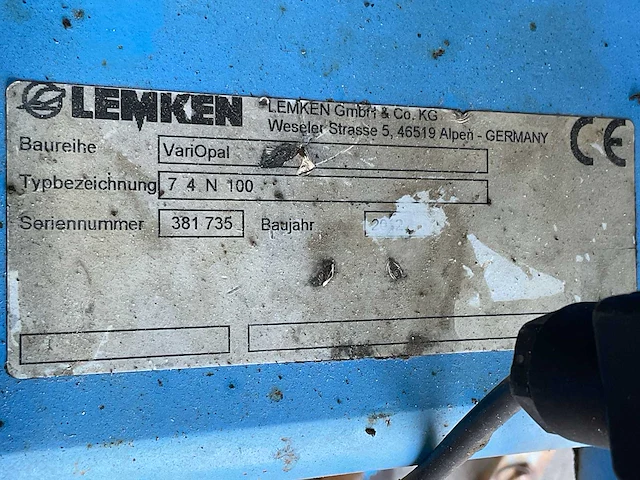 LEMKEN
LEMKEN GmbH & Co. KG
Weseler Strasse 5, 46519 Alpen - GERMANY
CE
Baureihe VariOpal
Typbezeichnung 7 4 N 100
Seriennummer 381 735 Baujahr